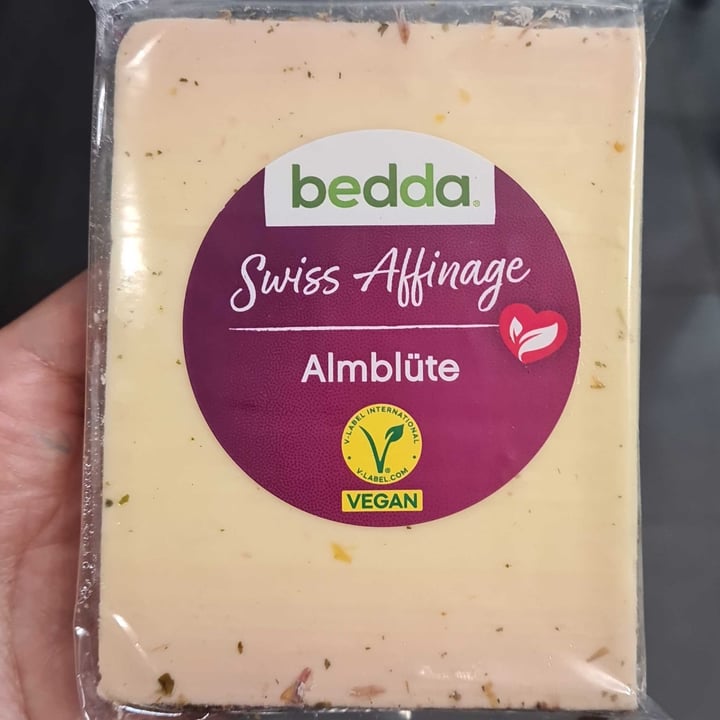 bedda®
Swiss Affinage
Almblüte
V-LABEL INTERNATIONAL
V-LABEL.COM
VEGAN